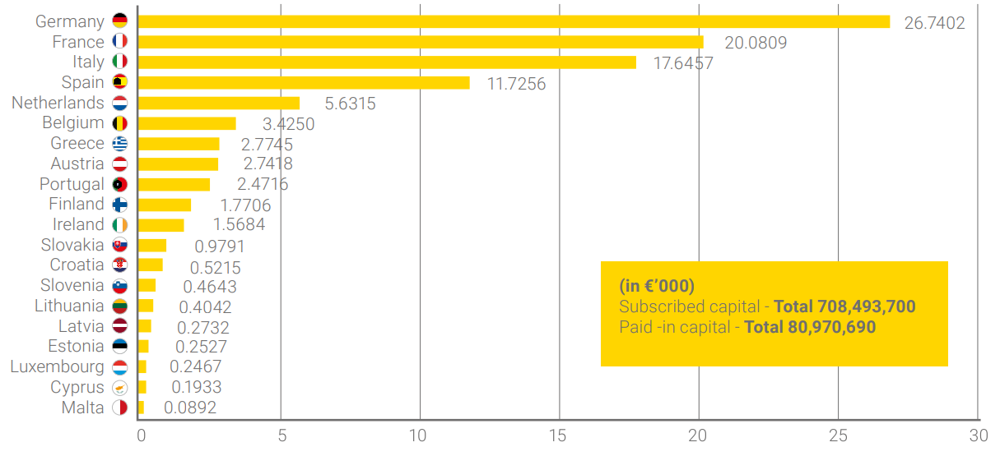 Germany 26.7402
France 20.0809
Italy 17.6457
Spain 11.7256
Netherlands 5.6315
Belgium 3.4250
Greece 2.7745
Austria 2.7418
Portugal 2.4716
Finland 1.7706
Ireland 1.5684
Slovakia 0.9791
Croatia 0.5215
Slovenia 0.4643
Lithuania 0.4042
Latvia 0.2732
Estonia 0.2527
Luxembourg 0.2467
Cyprus 0.1933
Malta 0.0892
(in €’000)
Subscribed capital - Total 708,493,700
Paid -in capital - Total 80,970,690
0 5 10 15 20 25 30